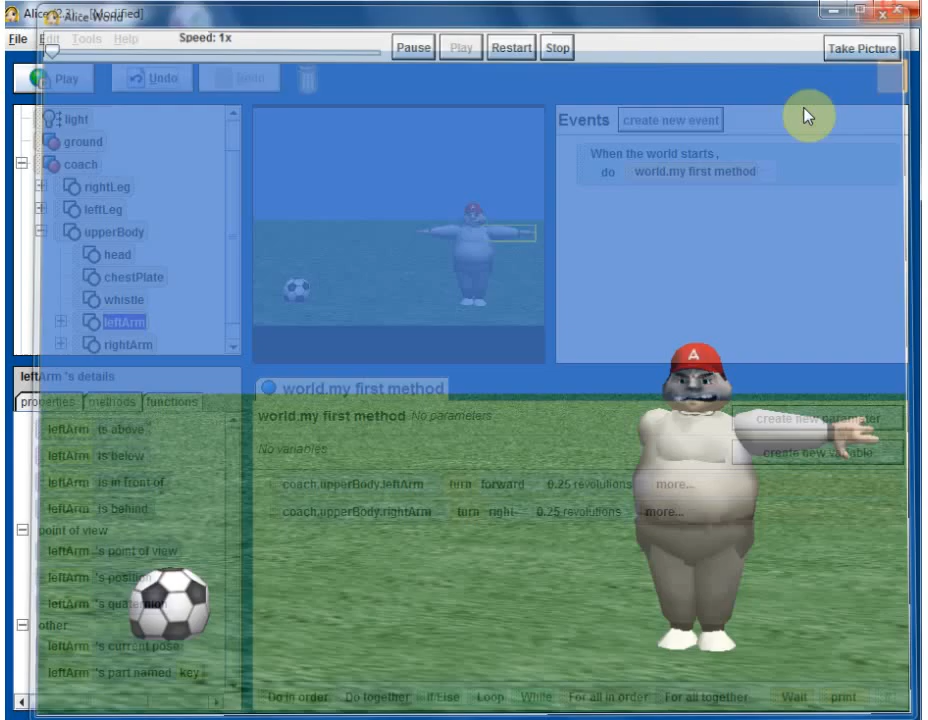 Alice (2.2) - [Modified]
Alice World
File Edit Tools Help
Speed: 1x
Pause Play Restart Stop Take Picture
Play Undo Redo
light
ground
coach
rightLeg
leftLeg
upperBody
head
chestPlate
whistle
leftArm
rightArm
Events create new event
When the world starts,
do world.my first method
leftArm 's details
properties methods functions
leftArm is above
leftArm is below
leftArm is in front of
leftArm is behind
point of view
leftArm 's point of view
leftArm 's position
leftArm 's quaternion
other
leftArm 's current pose
leftArm 's part named key
world.my first method
world.my first method No parameters
create new parameter
No variables
create new variable
coach.upperBody.leftArm turn forward 0.25 revolutions more...
coach.upperBody.rightArm turn right 0.25 revolutions more...
A
Do in order Do together If/Else Loop While For all in order For all together Wait print